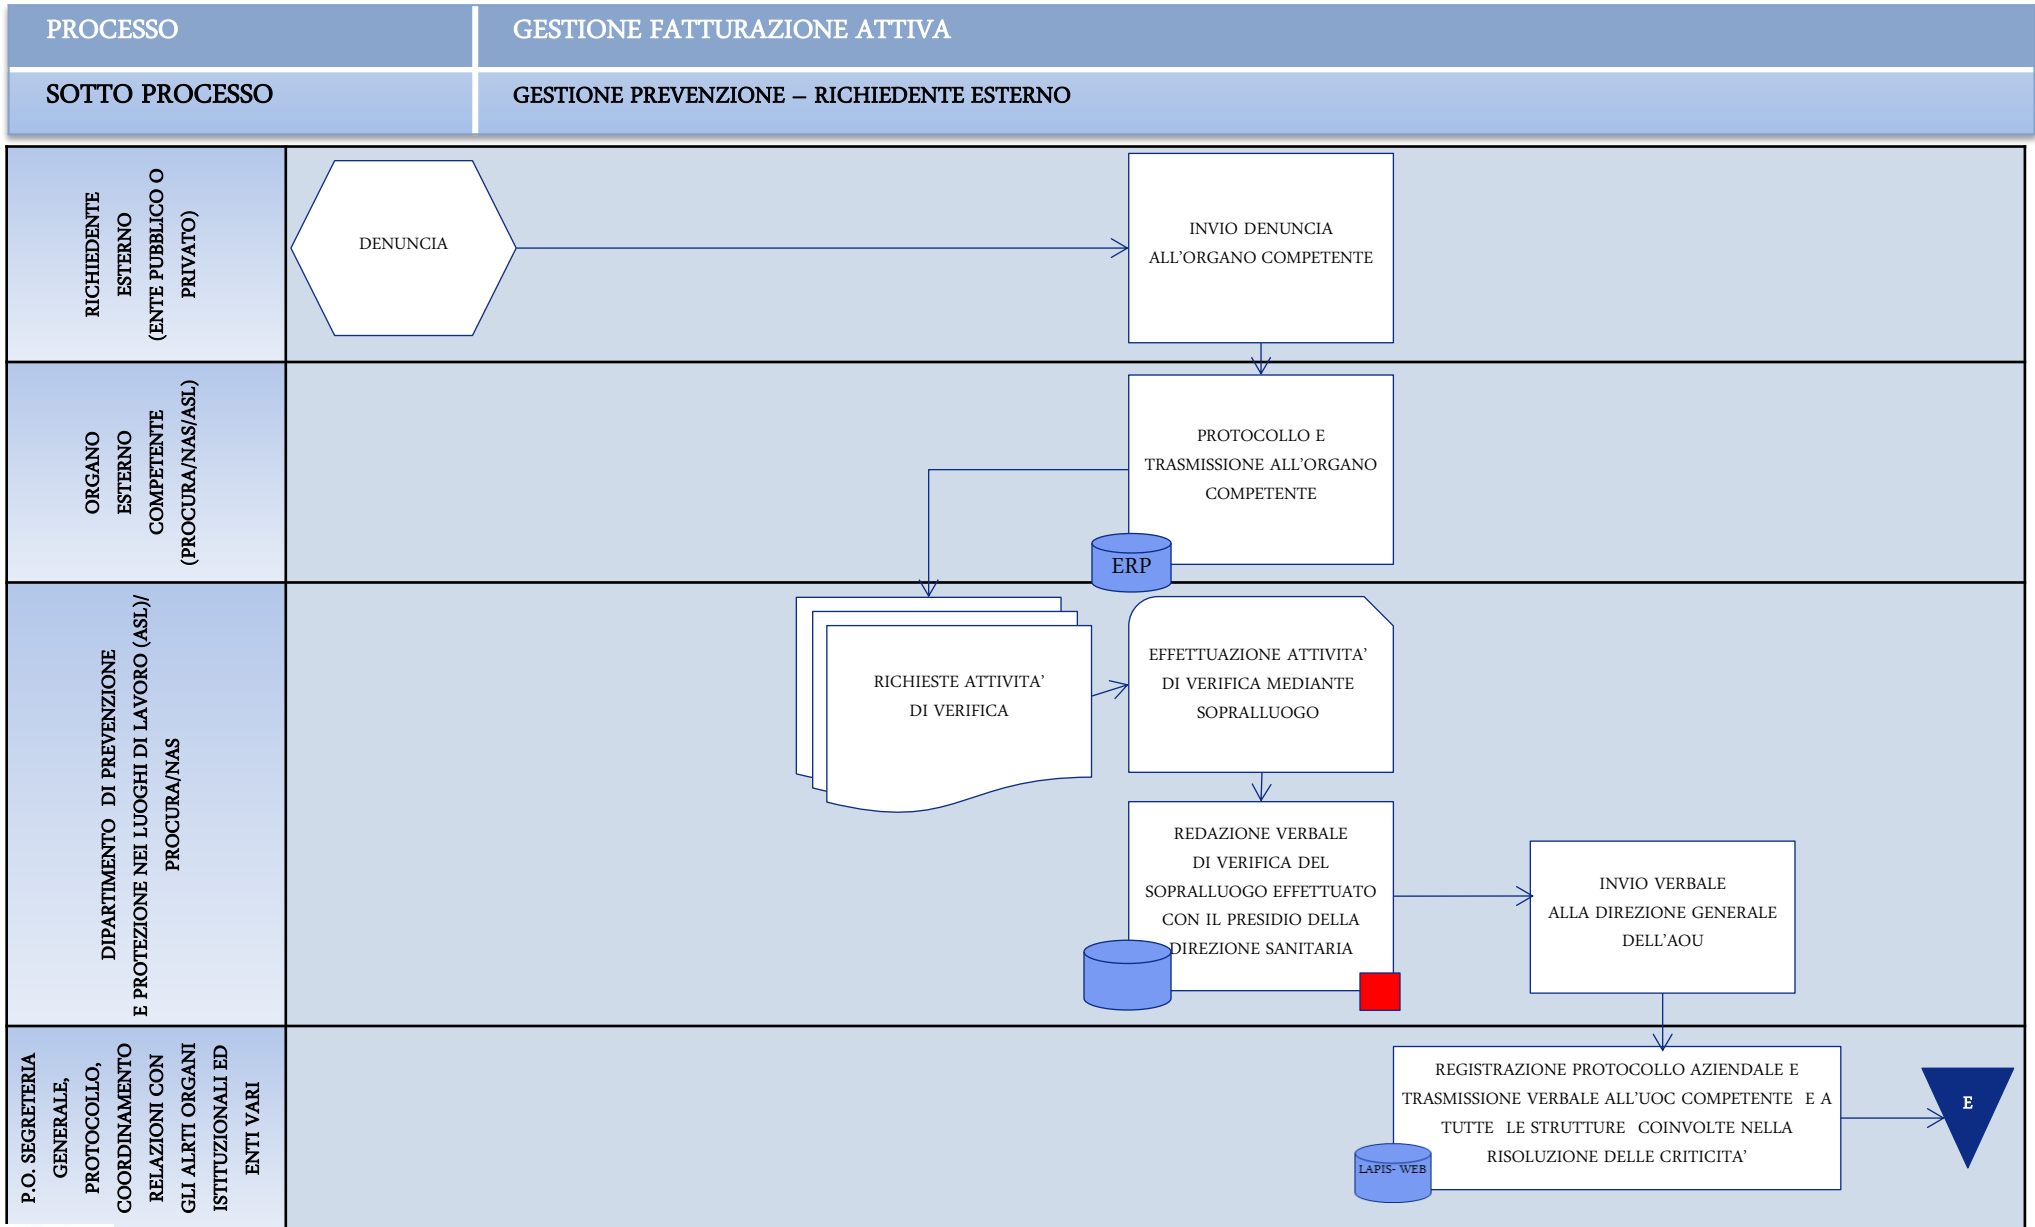 PROCESSO
GESTIONE FATTURAZIONE ATTIVA
SOTTO PROCESSO
GESTIONE PREVENZIONE – RICHIEDENTE ESTERNO
RICHIEDENTE
ESTERNO
(ENTE PUBBLICO O
PRIVATO)
DENUNCIA
INVIO DENUNCIA
ALL’ORGANO COMPETENTE
ORGANO
ESTERNO
COMPETENTE
(PROCURA/NAS/ASL)
PROTOCOLLO E
TRASMISSIONE ALL’ORGANO
COMPETENTE
ERP
DIPARTIMENTO DI PREVENZIONE
E PROTEZIONE NEI LUOGHI DI LAVORO (ASL)/
PROCURA/NAS
RICHIESTE ATTIVITA’
DI VERIFICA
EFFETTUAZIONE ATTIVITA’
DI VERIFICA MEDIANTE
SOPRALLUOGO
REDAZIONE VERBALE
DI VERIFICA DEL
SOPRALLUOGO EFFETTUATO
CON IL PRESIDIO DELLA
DIREZIONE SANITARIA
INVIO VERBALE
ALLA DIREZIONE GENERALE
DELL’AOU
P.O. SEGRETERIA
GENERALE,
PROTOCOLLO,
COORDINAMENTO
RELAZIONI CON
GLI ALRTI ORGANI
ISTITUZIONALI ED
ENTI VARI
REGISTRAZIONE PROTOCOLLO AZIENDALE E
TRASMISSIONE VERBALE ALL’UOC COMPETENTE E A
TUTTE LE STRUTTURE COINVOLTE NELLA
RISOLUZIONE DELLE CRITICITA’
LAPIS- WEB
E